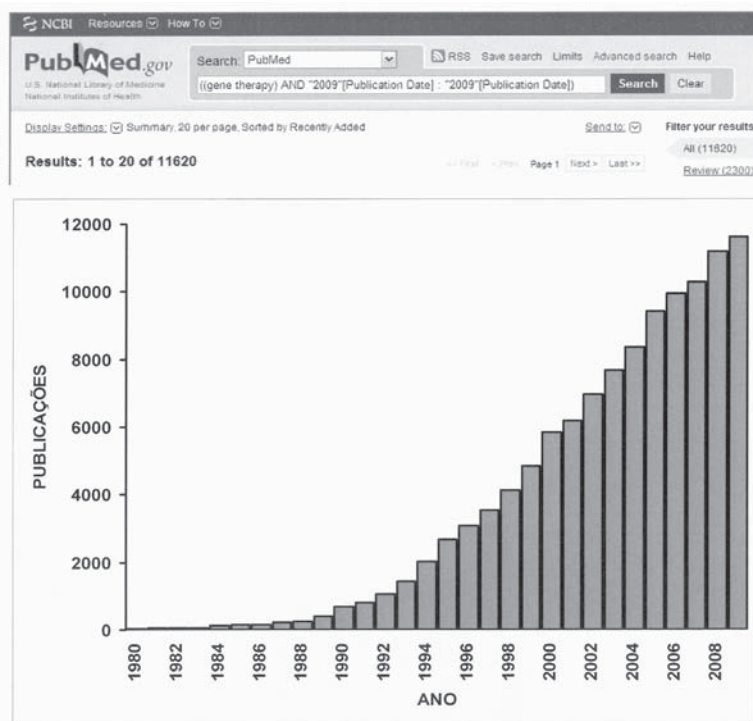 NCBI Resources How To
PubMed.gov
U.S. National Library of Medicine
National Institutes of Health
Search: PubMed
RSS Save search Limits Advanced search Help
((gene therapy) AND "2009"[Publication Date] : "2009"[Publication Date])
Search Clear
Display Settings: Summary, 20 per page, Sorted by Recently Added
Send to:
Filter your results
Results: 1 to 20 of 11620
<< First < Prev Page 1 Next > Last >>
All (11620)
Review (2300)
12000
10000
8000
6000
4000
2000
0
PUBLICAÇÕES
1980 1982 1984 1986 1988 1990 1992 1994 1996 1998 2000 2002 2004 2006 2008
ANO